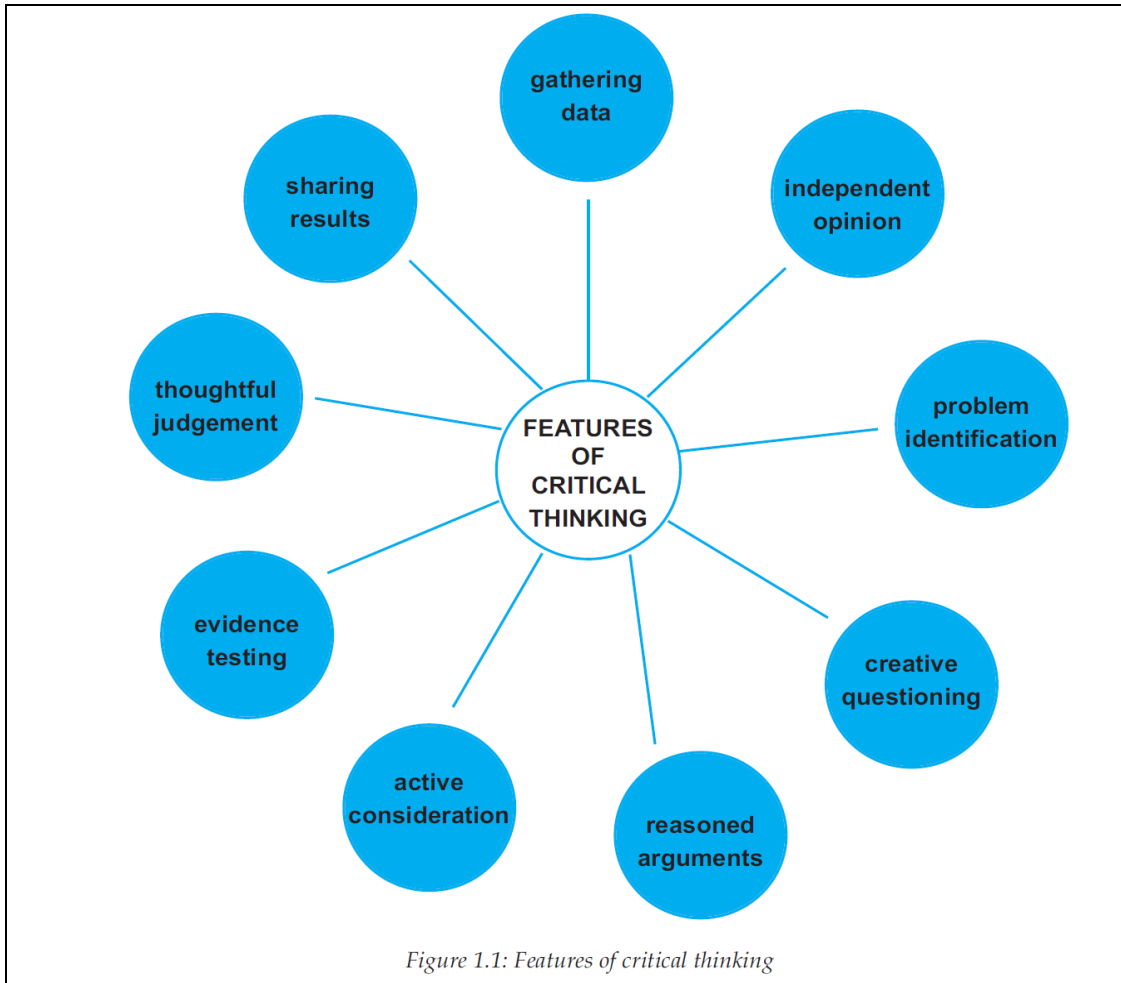 gathering
data
independent
opinion
problem
identification
creative
questioning
reasoned
arguments
active
consideration
evidence
testing
thoughtful
judgement
sharing
results
FEATURES
OF
CRITICAL
THINKING
Figure 1.1: Features of critical thinking